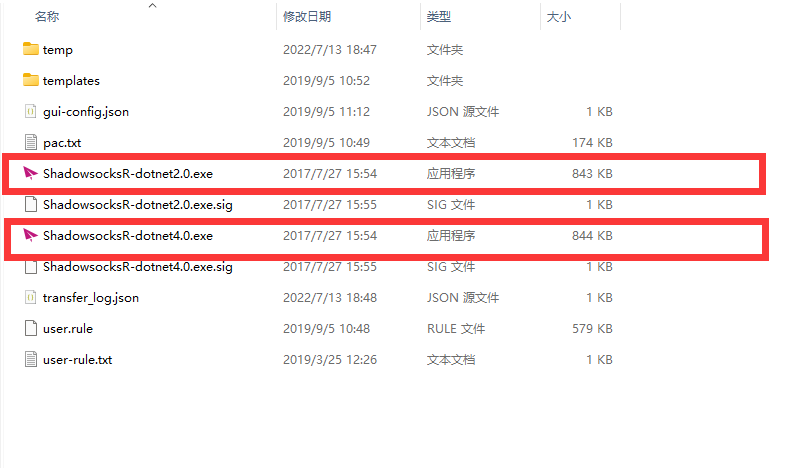 名称 修改日期 类型 大小
temp 2022/7/13 18:47 文件夹
templates 2019/9/5 10:52 文件夹
gui-config.json 2019/9/5 11:12 JSON 源文件 1 KB
pac.txt 2019/9/5 10:49 文本文档 174 KB
ShadowsocksR-dotnet2.0.exe 2017/7/27 15:54 应用程序 843 KB
ShadowsocksR-dotnet2.0.exe.sig 2017/7/27 15:55 SIG 文件 1 KB
ShadowsocksR-dotnet4.0.exe 2017/7/27 15:54 应用程序 844 KB
ShadowsocksR-dotnet4.0.exe.sig 2017/7/27 15:55 SIG 文件 1 KB
transfer_log.json 2022/7/13 18:48 JSON 源文件 1 KB
user.rule 2019/9/5 10:48 RULE 文件 579 KB
user-rule.txt 2019/3/25 12:26 文本文档 1 KB